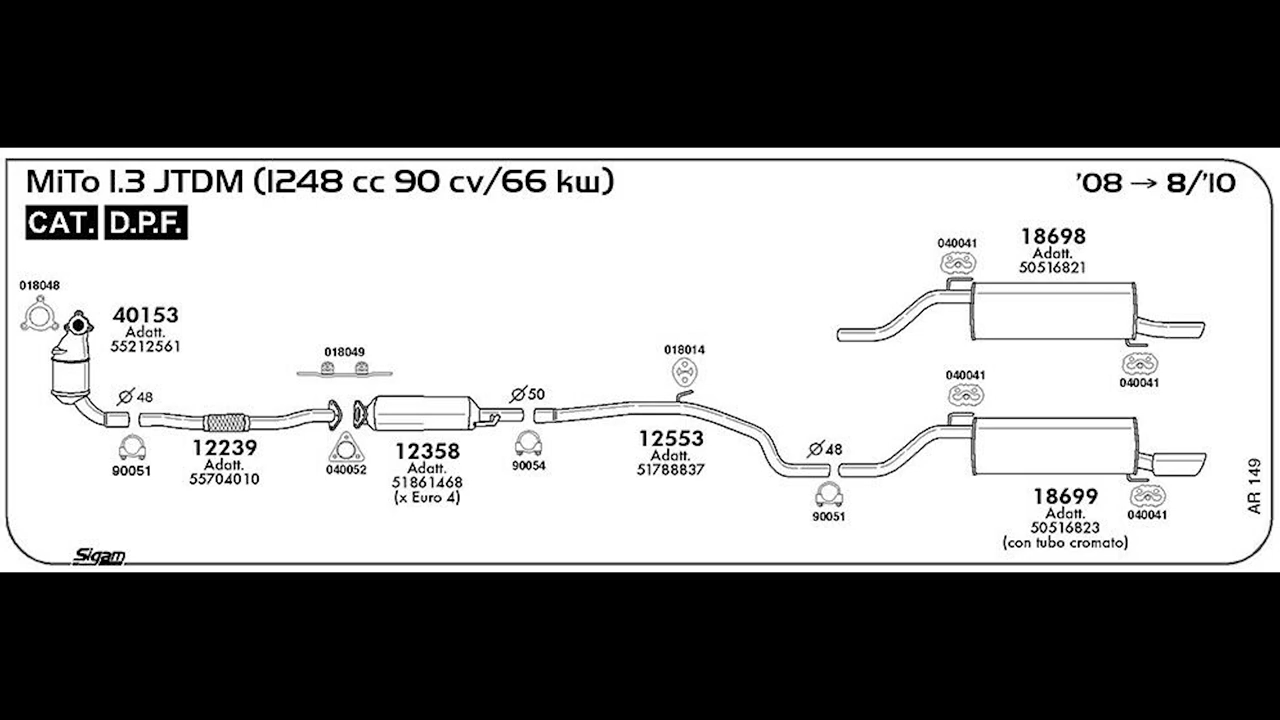 MiTo 1.3 JTDM (1248 cc 90 cv/66 kw)
'08 → 8/'10
CAT. D.P.F.
018048
40153
Adatt.
55212561
Ø 48
90051
12239
Adatt.
55704010
018049
040052
12358
Adatt.
51861468
(x Euro 4)
Ø50
90054
018014
12553
Adatt.
51788837
Ø48
90051
040041
18698
Adatt.
50516821
040041
040041
18699
Adatt.
50516823
(con tubo cromato)
040041
AR 149
Sigam